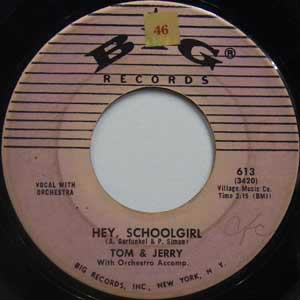 46
BIG®
RECORDS
VOCAL WITH
ORCHESTRA
613
(3420)
Village Music Co.
Time 2:15 (BMI)
HEY, SCHOOLGIRL
(A. Garfunkel & P. Simon)
TOM & JERRY
With Orchestra Accomp.
BIG RECORDS, INC., NEW YORK, N. Y.